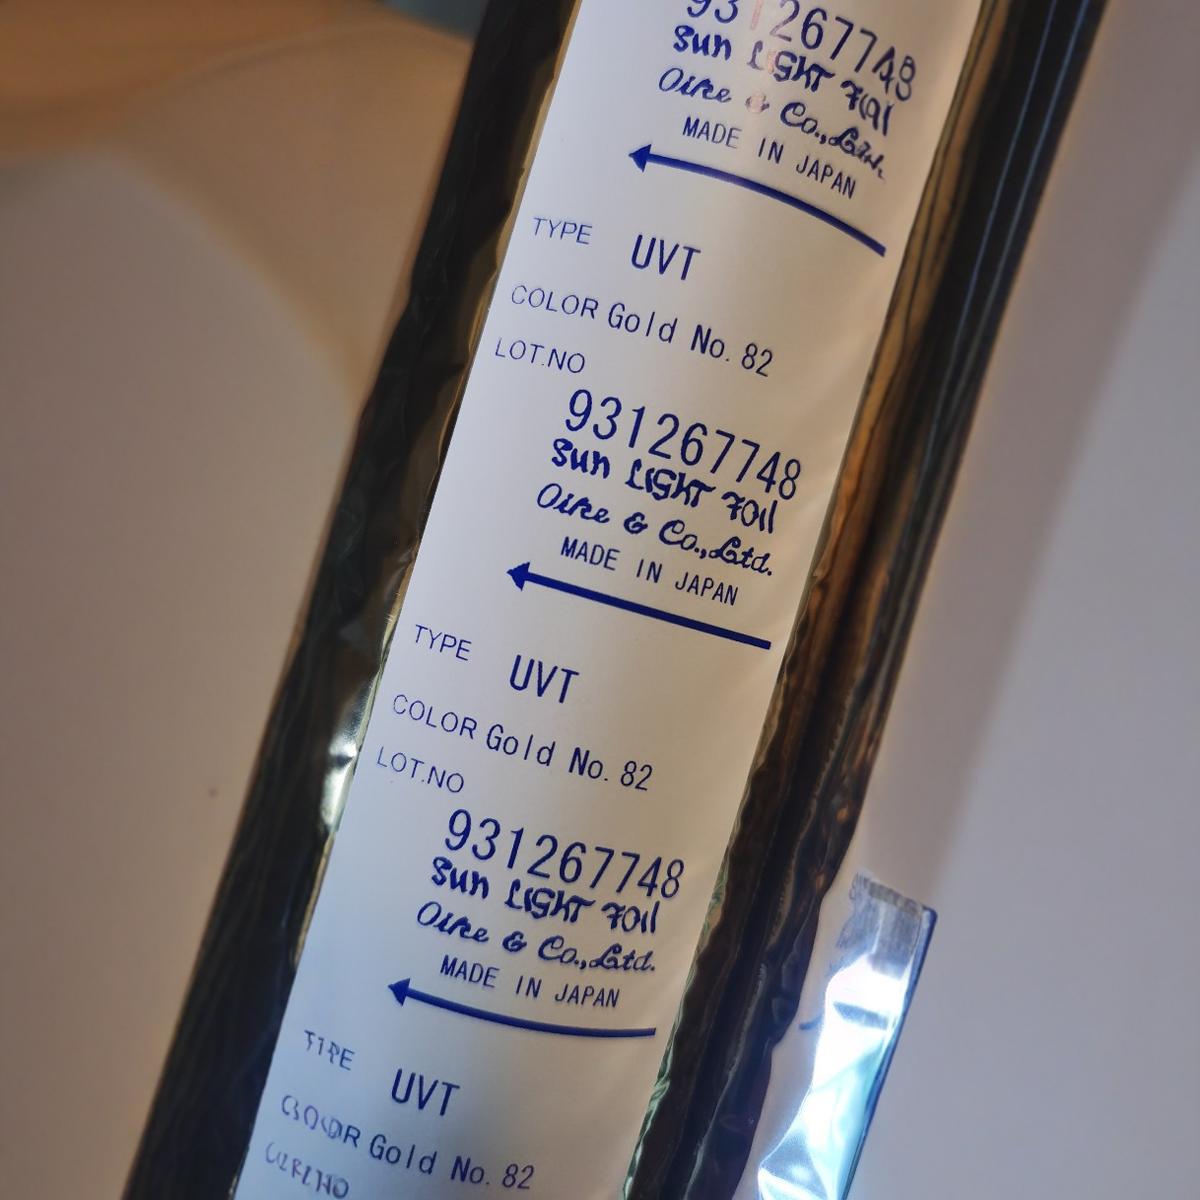 931267748
Sun LIGHT FOIL
Oike & Co.,Ltd.
MADE IN JAPAN
TYPE UVT
COLOR Gold No. 82
LOT.NO
931267748
Sun LIGHT FOIL
Oike & Co.,Ltd.
MADE IN JAPAN
TYPE UVT
COLOR Gold No. 82
LOT.NO
931267748
Sun LIGHT FOIL
Oike & Co.,Ltd.
MADE IN JAPAN
TYPE UVT
Gold No. 82